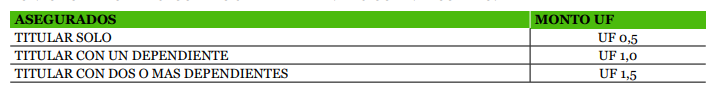 ASEGURADOS MONTO UF
TITULAR SOLO UF 0,5
TITULAR CON UN DEPENDIENTE UF 1,0
TITULAR CON DOS O MAS DEPENDIENTES UF 1,5